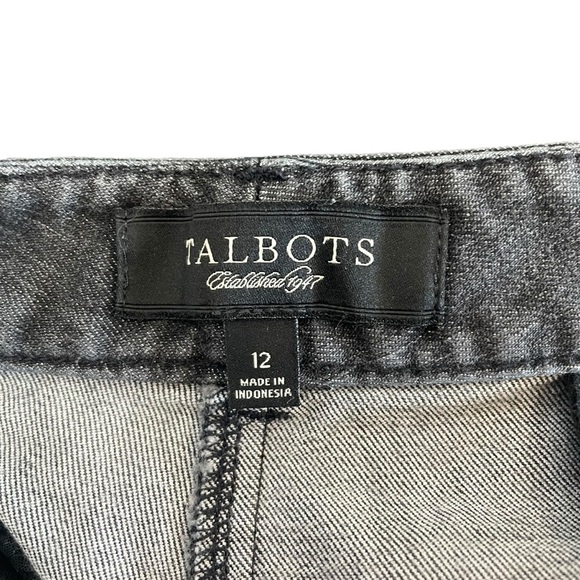 TALBOTS
Established 1947
12
MADE IN
INDONESIA